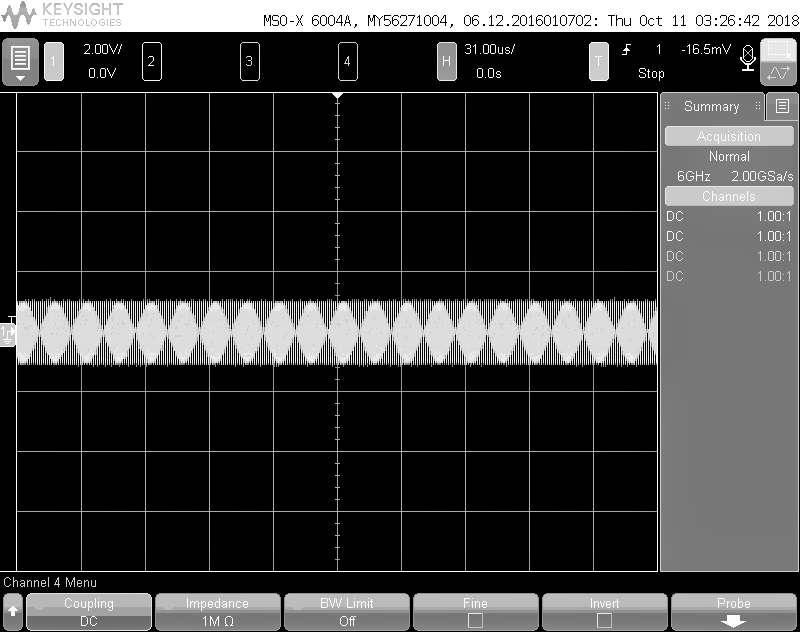 KEYSIGHT
TECHNOLOGIES
MSO-X 6004A, MY56271004, 06.12.2016010702: Thu Oct 11 03:26:42 2018
1 2.00V/ 2 3 4 H 31.00us/ T 1 -16.5mV
0.0V 0.0s Stop
Summary
Acquisition
Normal
6GHz 2.00GSa/s
Channels
DC 1.00:1
DC 1.00:1
DC 1.00:1
DC 1.00:1
T
1
Channel 4 Menu
Coupling Impedance BW Limit Fine Invert Probe
DC 1M Ω Off